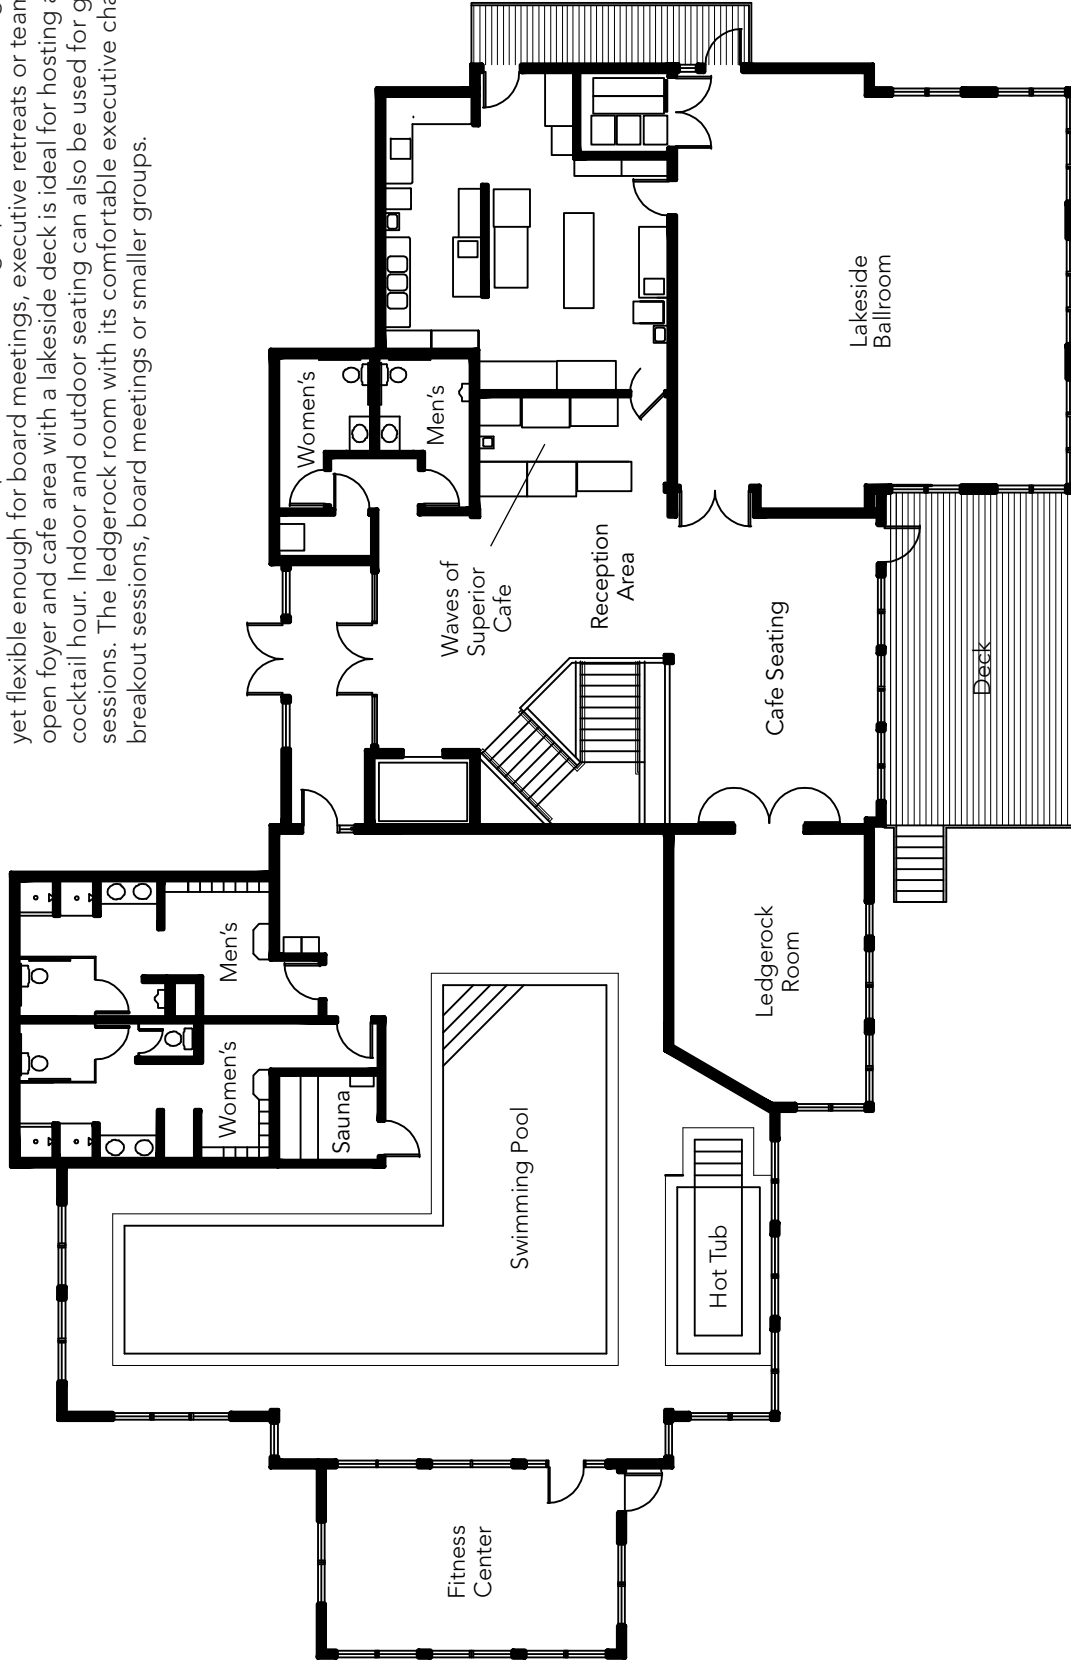 yet flexible enough for board meetings, executive retreats or team
open foyer and cafe area with a lakeside deck is ideal for hosting
cocktail hour. Indoor and outdoor seating can also be used for
sessions. The ledgerock room with its comfortable executive
breakout sessions, board meetings or smaller groups.
Women's
Men's
Women's
Men's
Sauna
Waves of
Superior
Cafe
Fitness
Center
Swimming Pool
Reception
Area
Hot Tub
Ledgerock
Room
Cafe Seating
Lakeside
Ballroom
Deck